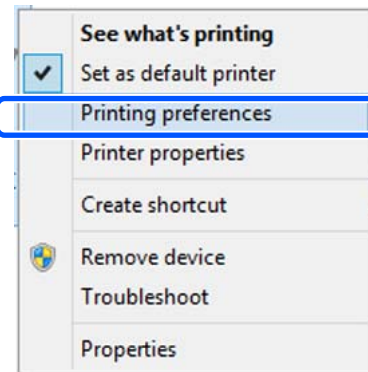 See what's printing
Set as default printer
Printing preferences
Printer properties
Create shortcut
Remove device
Troubleshoot
Properties